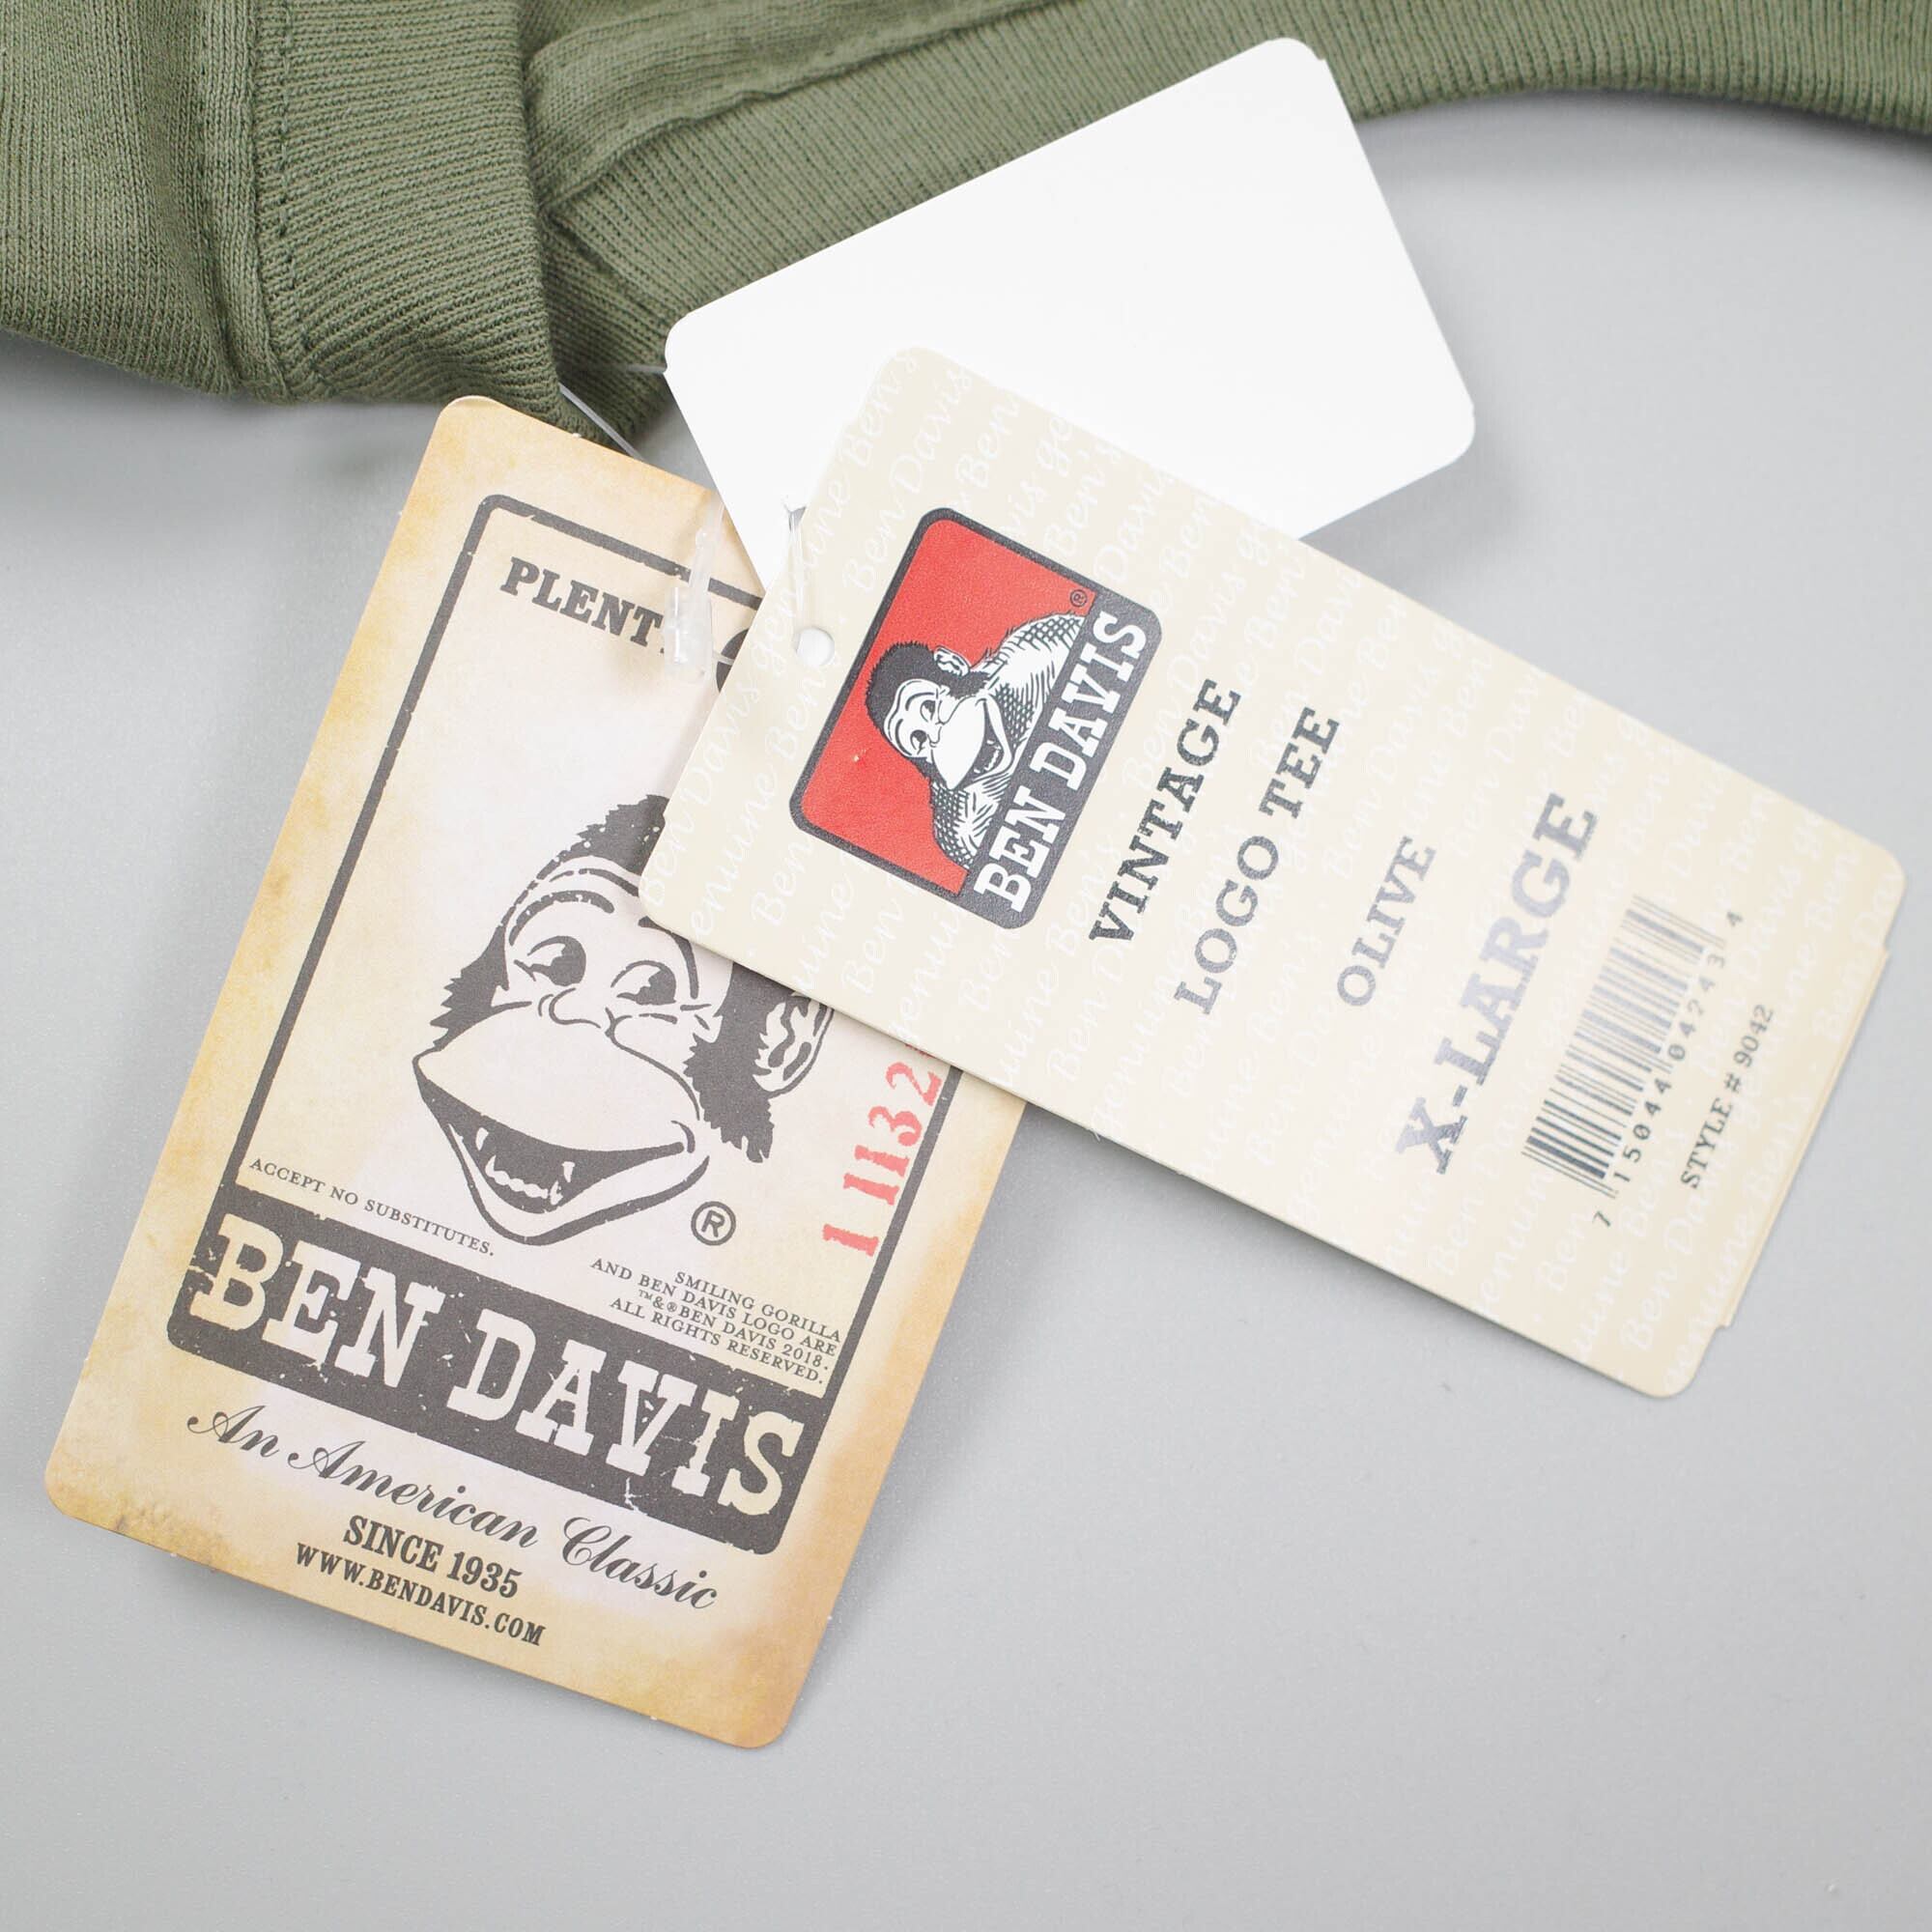 ACCEPT NO SUBSTITUTES.
®
SMILING GORILLA
AND BEN DAVIS LOGO ARE
™&®BEN DAVIS 2018.
ALL RIGHTS RESERVED.
BEN DAVIS
An American Classic
SINCE 1935
WWW.BENDAVIS.COM
®
BEN DAVIS
VINTAGE
LOGO TEE
OLIVE
X-LARGE
7 15044 04243 4
STYLE # 9042